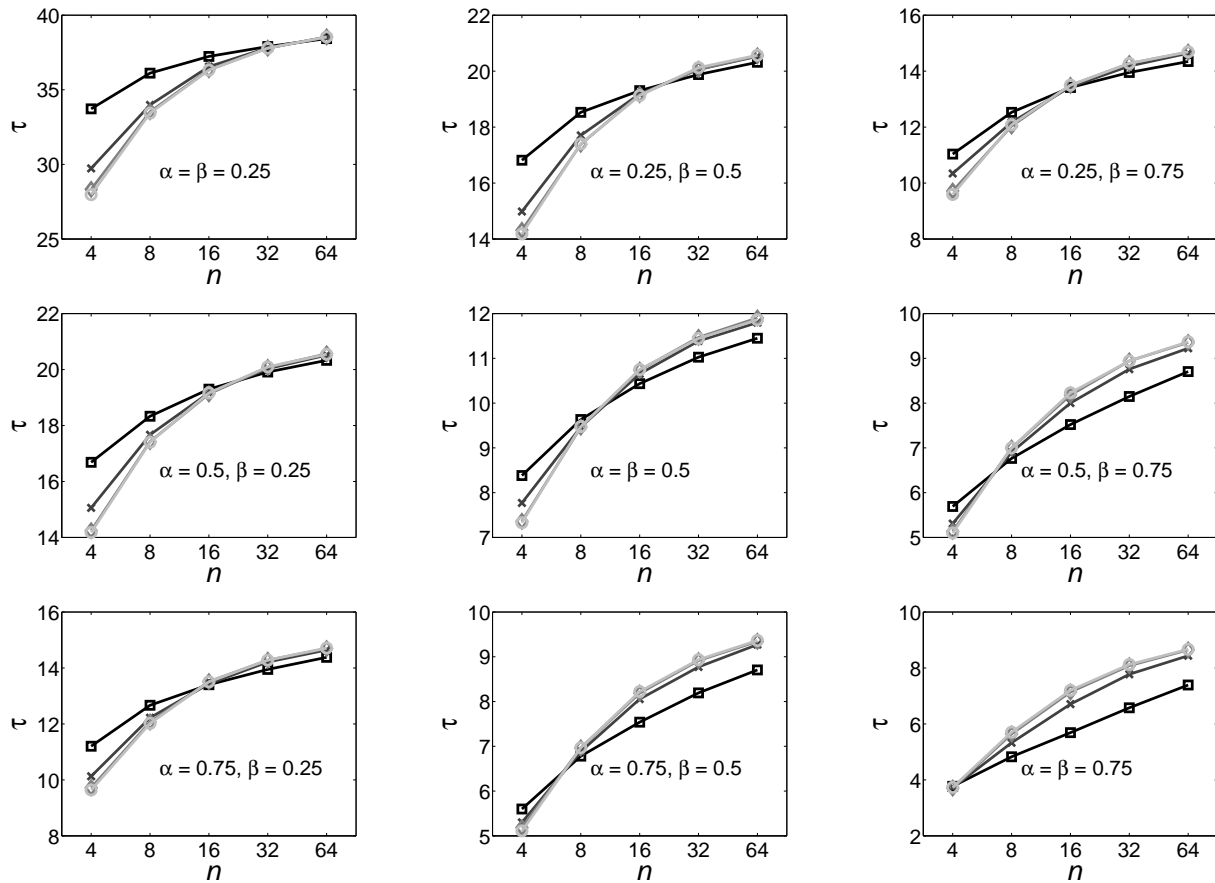 40
35
30
25
τ
α = β = 0.25
4 8 16 32 64
n
22
20
18
16
14
τ
α = 0.25, β = 0.5
4 8 16 32 64
n
16
14
12
10
8
τ
α = 0.25, β = 0.75
4 8 16 32 64
n
22
20
18
16
14
τ
α = 0.5, β = 0.25
4 8 16 32 64
n
12
11
10
9
8
7
τ
α = β = 0.5
4 8 16 32 64
n
10
9
8
7
6
5
τ
α = 0.5, β = 0.75
4 8 16 32 64
n
16
14
12
10
8
τ
α = 0.75, β = 0.25
4 8 16 32 64
n
10
9
8
7
6
5
τ
α = 0.75, β = 0.5
4 8 16 32 64
n
10
8
6
4
2
τ
α = β = 0.75
4 8 16 32 64
n